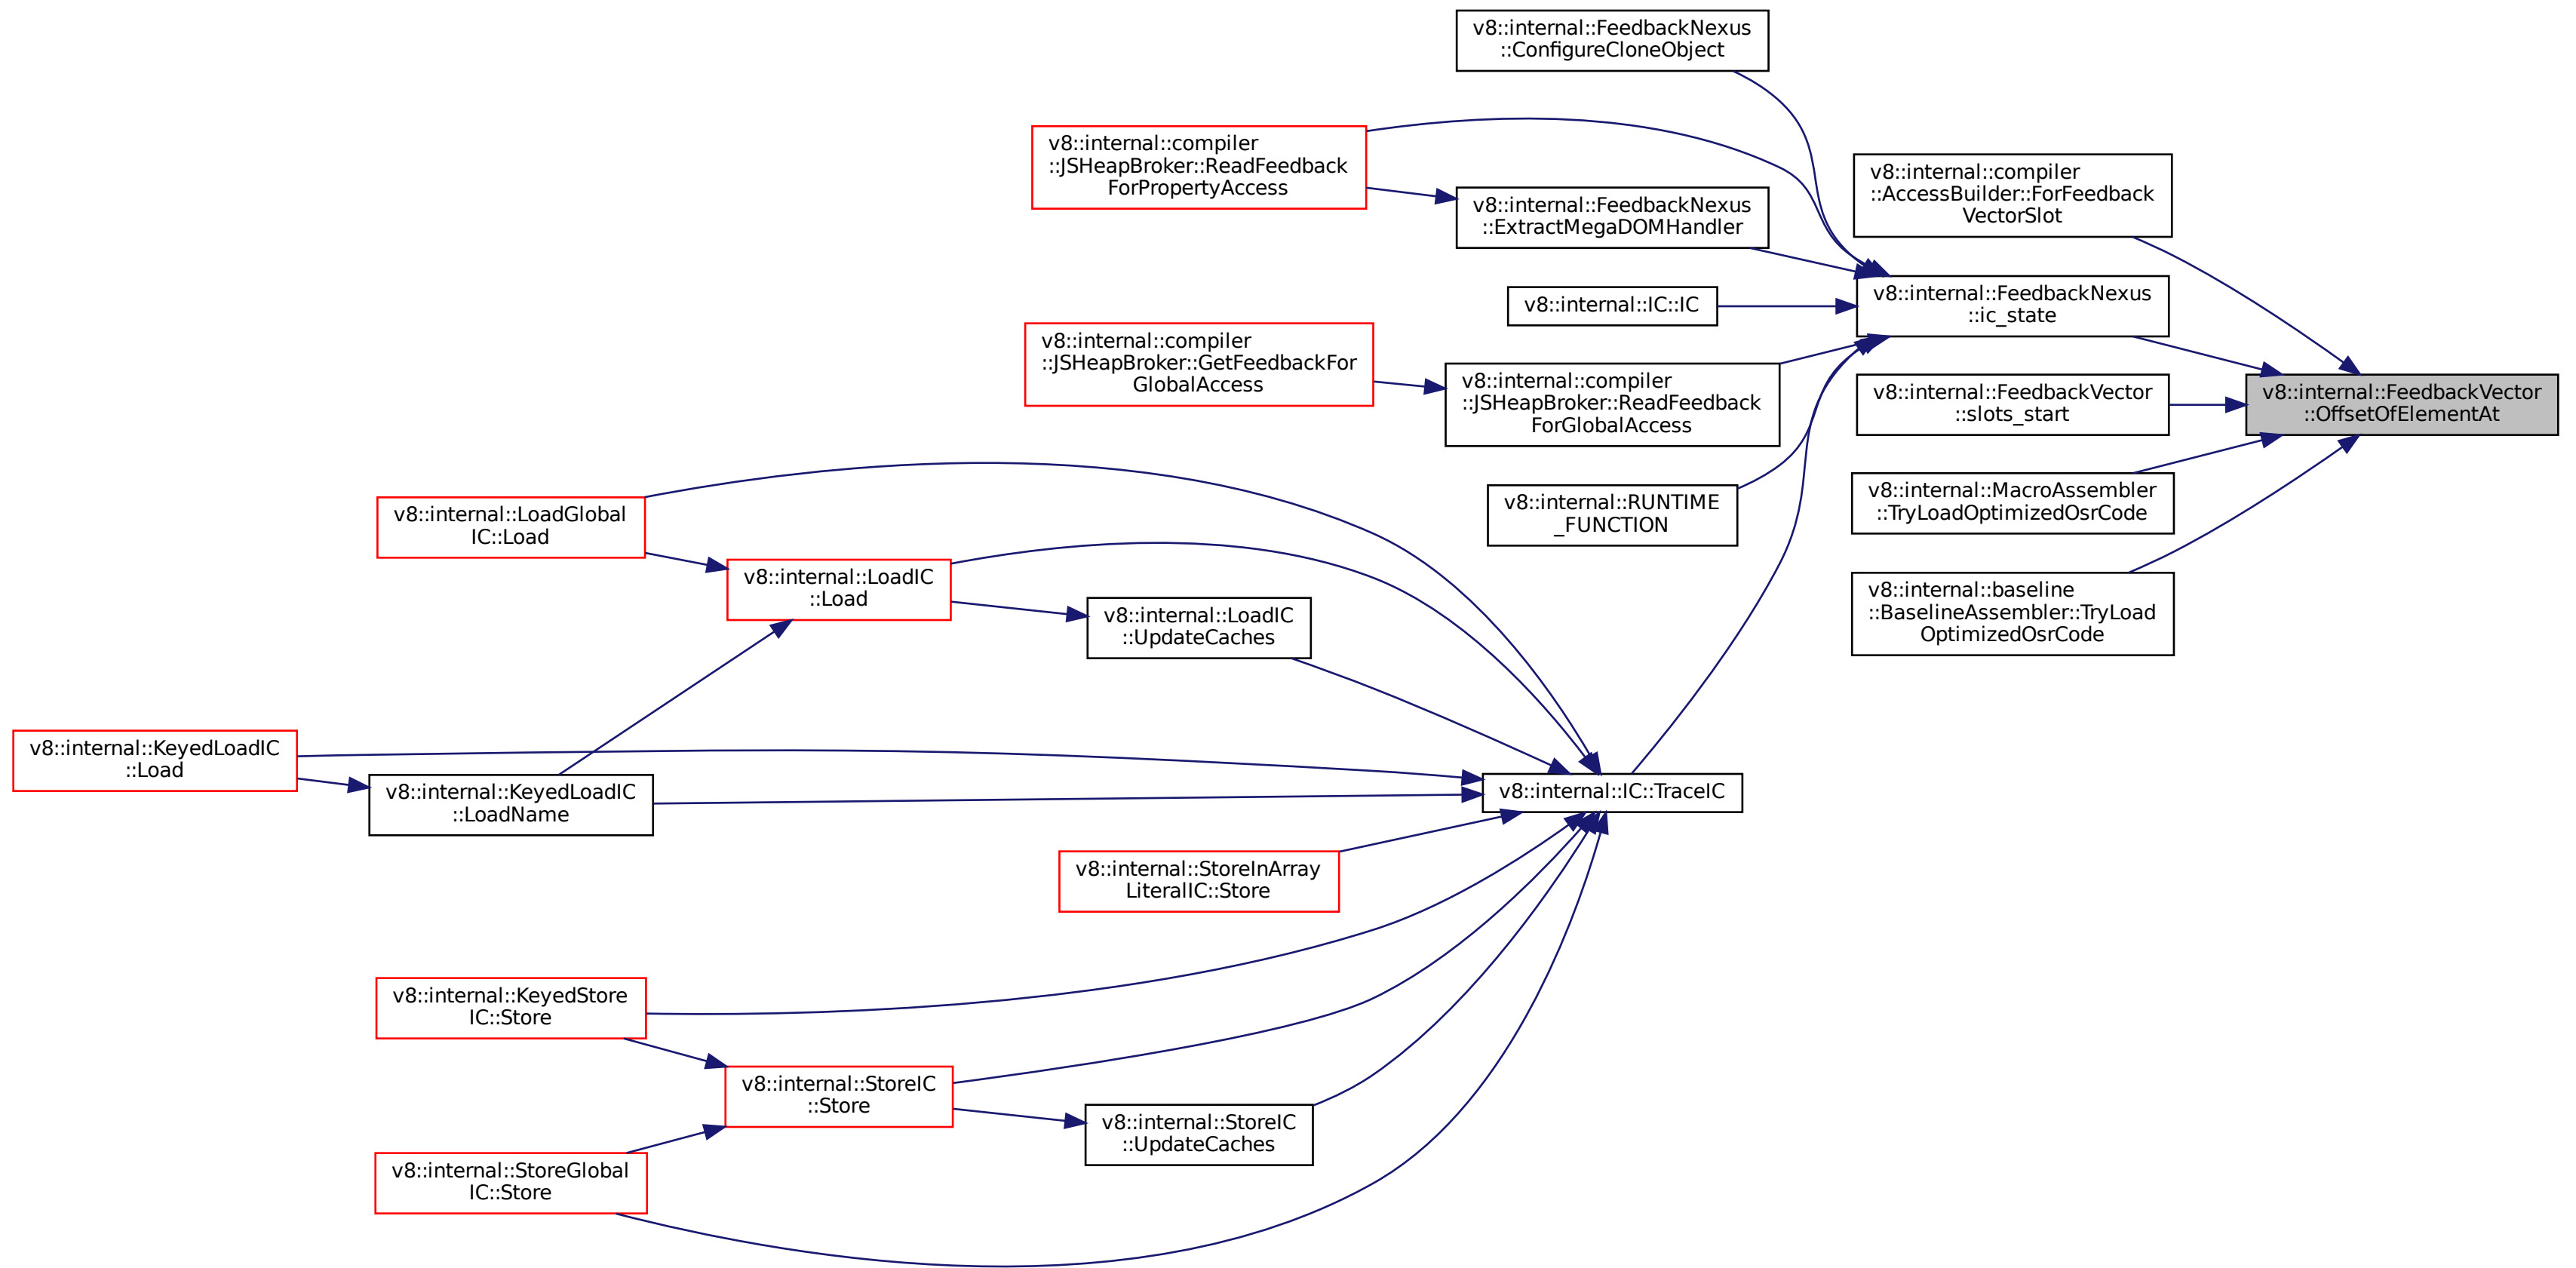 v8::internal::FeedbackNexus
::ConfigureCloneObject
v8::internal::compiler
::JSHeapBroker::ReadFeedback
ForPropertyAccess
v8::internal::FeedbackNexus
::ExtractMegaDOMHandler
v8::internal::compiler
::AccessBuilder::ForFeedback
VectorSlot
v8::internal::IC::IC
v8::internal::FeedbackNexus
::ic_state
v8::internal::compiler
::JSHeapBroker::GetFeedbackFor
GlobalAccess
v8::internal::compiler
::JSHeapBroker::ReadFeedback
ForGlobalAccess
v8::internal::FeedbackVector
::slots_start
v8::internal::FeedbackVector
::OffsetOfElementAt
v8::internal::RUNTIME
_FUNCTION
v8::internal::MacroAssembler
::TryLoadOptimizedOsrCode
v8::internal::baseline
::BaselineAssembler::TryLoad
OptimizedOsrCode
v8::internal::LoadGlobal
IC::Load
v8::internal::LoadIC
::Load
v8::internal::LoadIC
::UpdateCaches
v8::internal::KeyedLoadIC
::Load
v8::internal::KeyedLoadIC
::LoadName
v8::internal::IC::TraceIC
v8::internal::StoreInArray
LiteralIC::Store
v8::internal::KeyedStore
IC::Store
v8::internal::StoreIC
::Store
v8::internal::StoreIC
::UpdateCaches
v8::internal::StoreGlobal
IC::Store